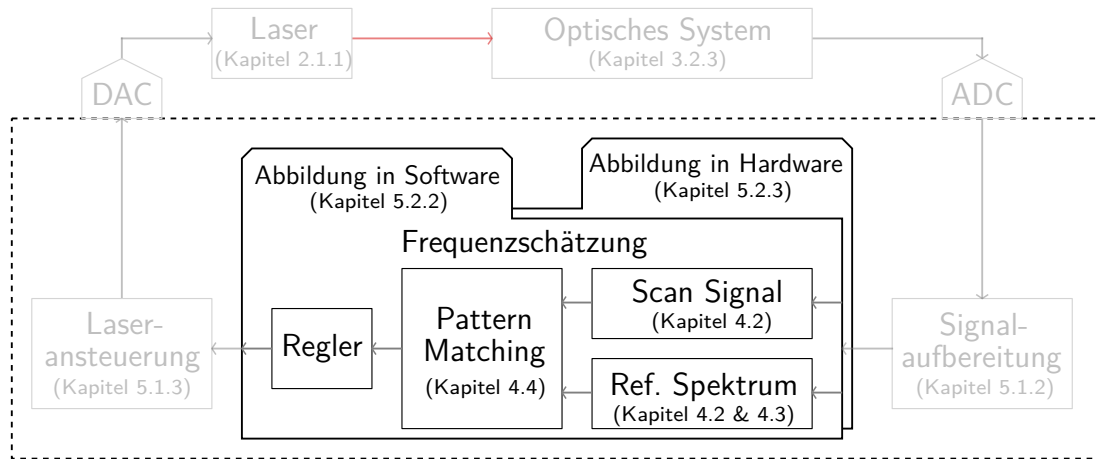 Laser
(Kapitel 2.1.1)
Optisches System
(Kapitel 3.2.3)
DAC
ADC
Abbildung in Software
(Kapitel 5.2.2)
Abbildung in Hardware
(Kapitel 5.2.3)
Frequenzschätzung
Laser-
ansteuerung
(Kapitel 5.1.3)
Regler
Pattern
Matching
(Kapitel 4.4)
Scan Signal
(Kapitel 4.2)
Ref. Spektrum
(Kapitel 4.2 & 4.3)
Signal-
aufbereitung
(Kapitel 5.1.2)